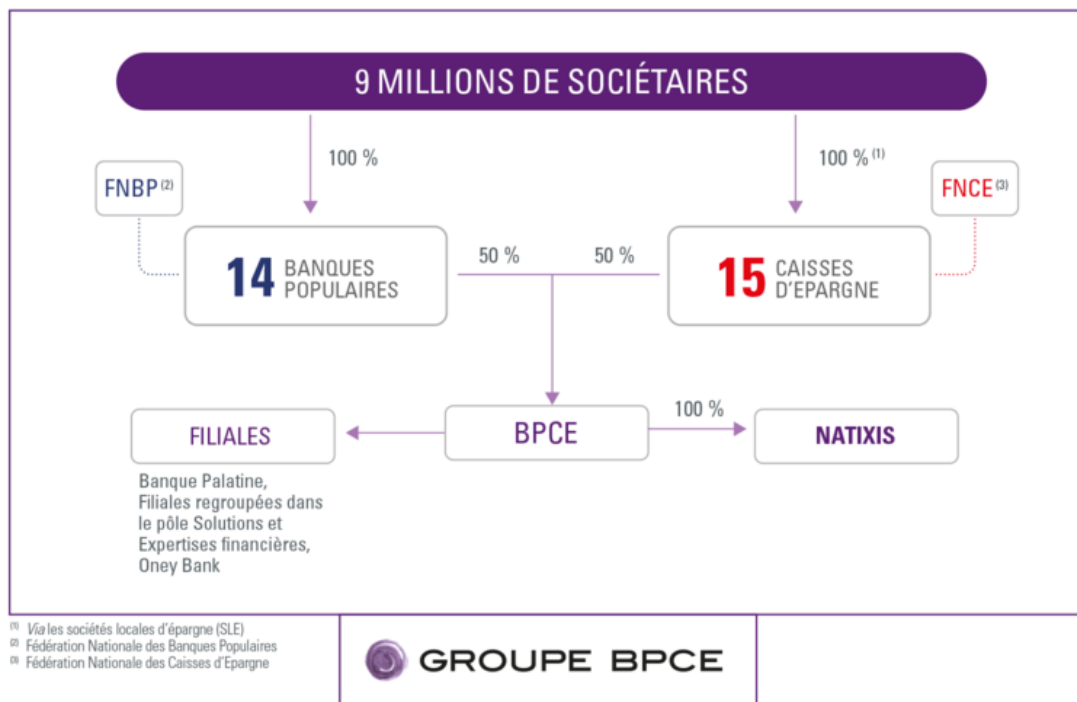 9 MILLIONS DE SOCIÉTAIRES
100 %
100 % (1)
FNBP (2)
FNCE (3)
14 BANQUES
POPULAIRES
50 %
50 %
15 CAISSES
D'EPARGNE
FILIALES
BPCE
100 %
NATIXIS
Banque Palatine,
Filiales regroupées dans
le pôle Solutions et
Expertises financières,
Oney Bank
(1) Via les sociétés locales d'épargne (SLE)
(2) Fédération Nationale des Banques Populaires
(3) Fédération Nationale des Caisses d'Epargne
GROUPE BPCE